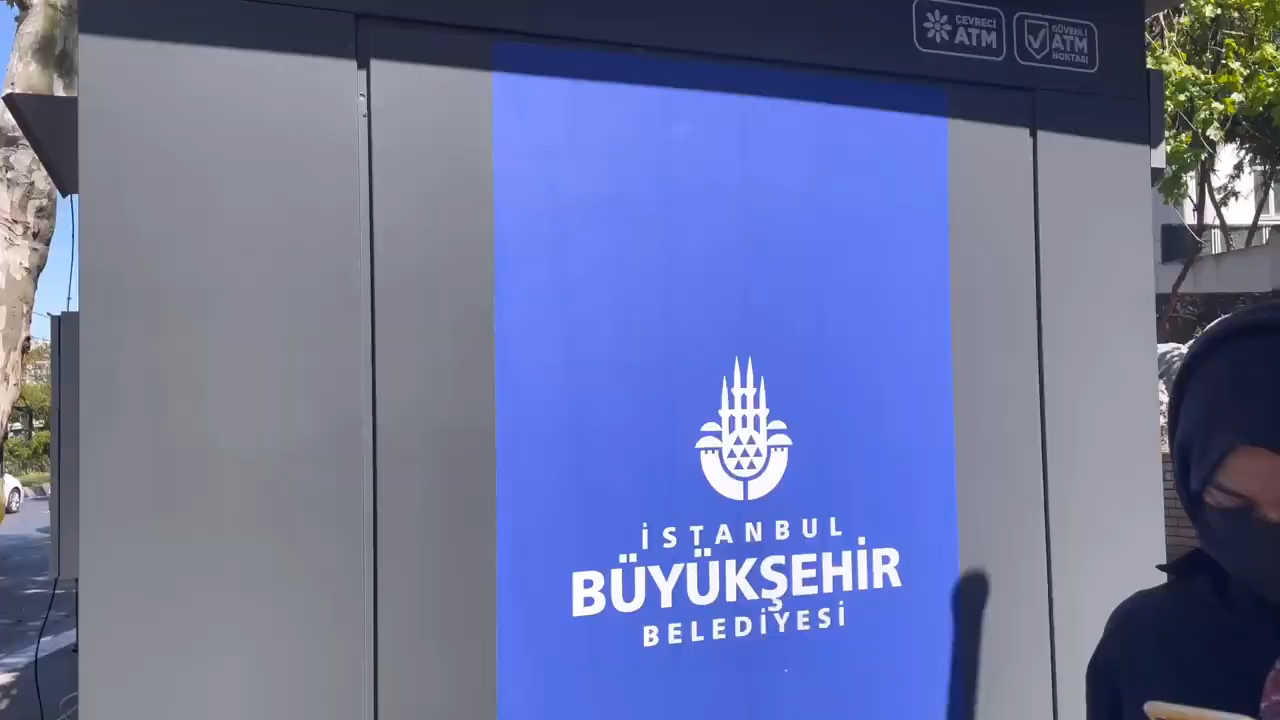 ÇEVRECİ
ATM
GÜVENLİ
ATM
NOKTASI
İSTANBUL
BÜYÜKŞEHİR
BELEDİYESİ